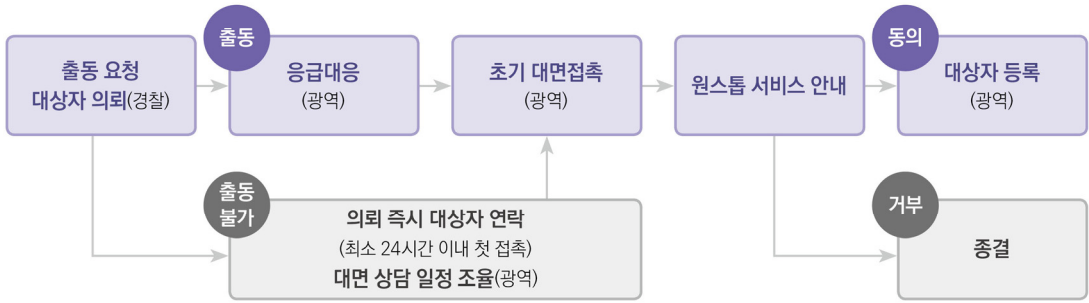 출동 요청
대상자 의뢰(경찰)
출동
응급대응
(광역)
초기 대면접촉
(광역)
원스톱 서비스 안내
동의
대상자 등록
(광역)
출동
불가
의뢰 즉시 대상자 연락
(최소 24시간 이내 첫 접촉)
대면 상담 일정 조율(광역)
거부
종결